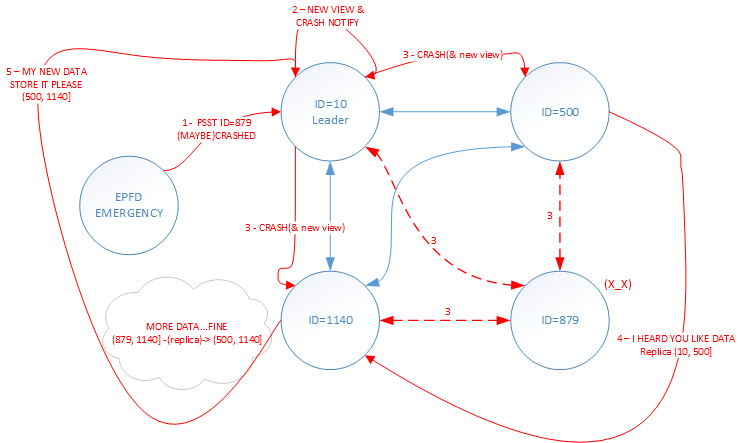 2 – NEW VIEW &
CRASH NOTIFY
3 - CRASH(& new view)
5 – MY NEW DATA
STORE IT PLEASE
(500, 1140]
ID=10
Leader
ID=500
1 - PSST ID=879
(MAYBE)CRASHED
EPFD
EMERGENCY
3
3 - CRASH(& new view)
3
(X_X)
MORE DATA...FINE
(879, 1140] -(replica)-> (500, 1140]
ID=1140
3
ID=879
4 – I HEARD YOU LIKE DATA
Replica (10, 500]